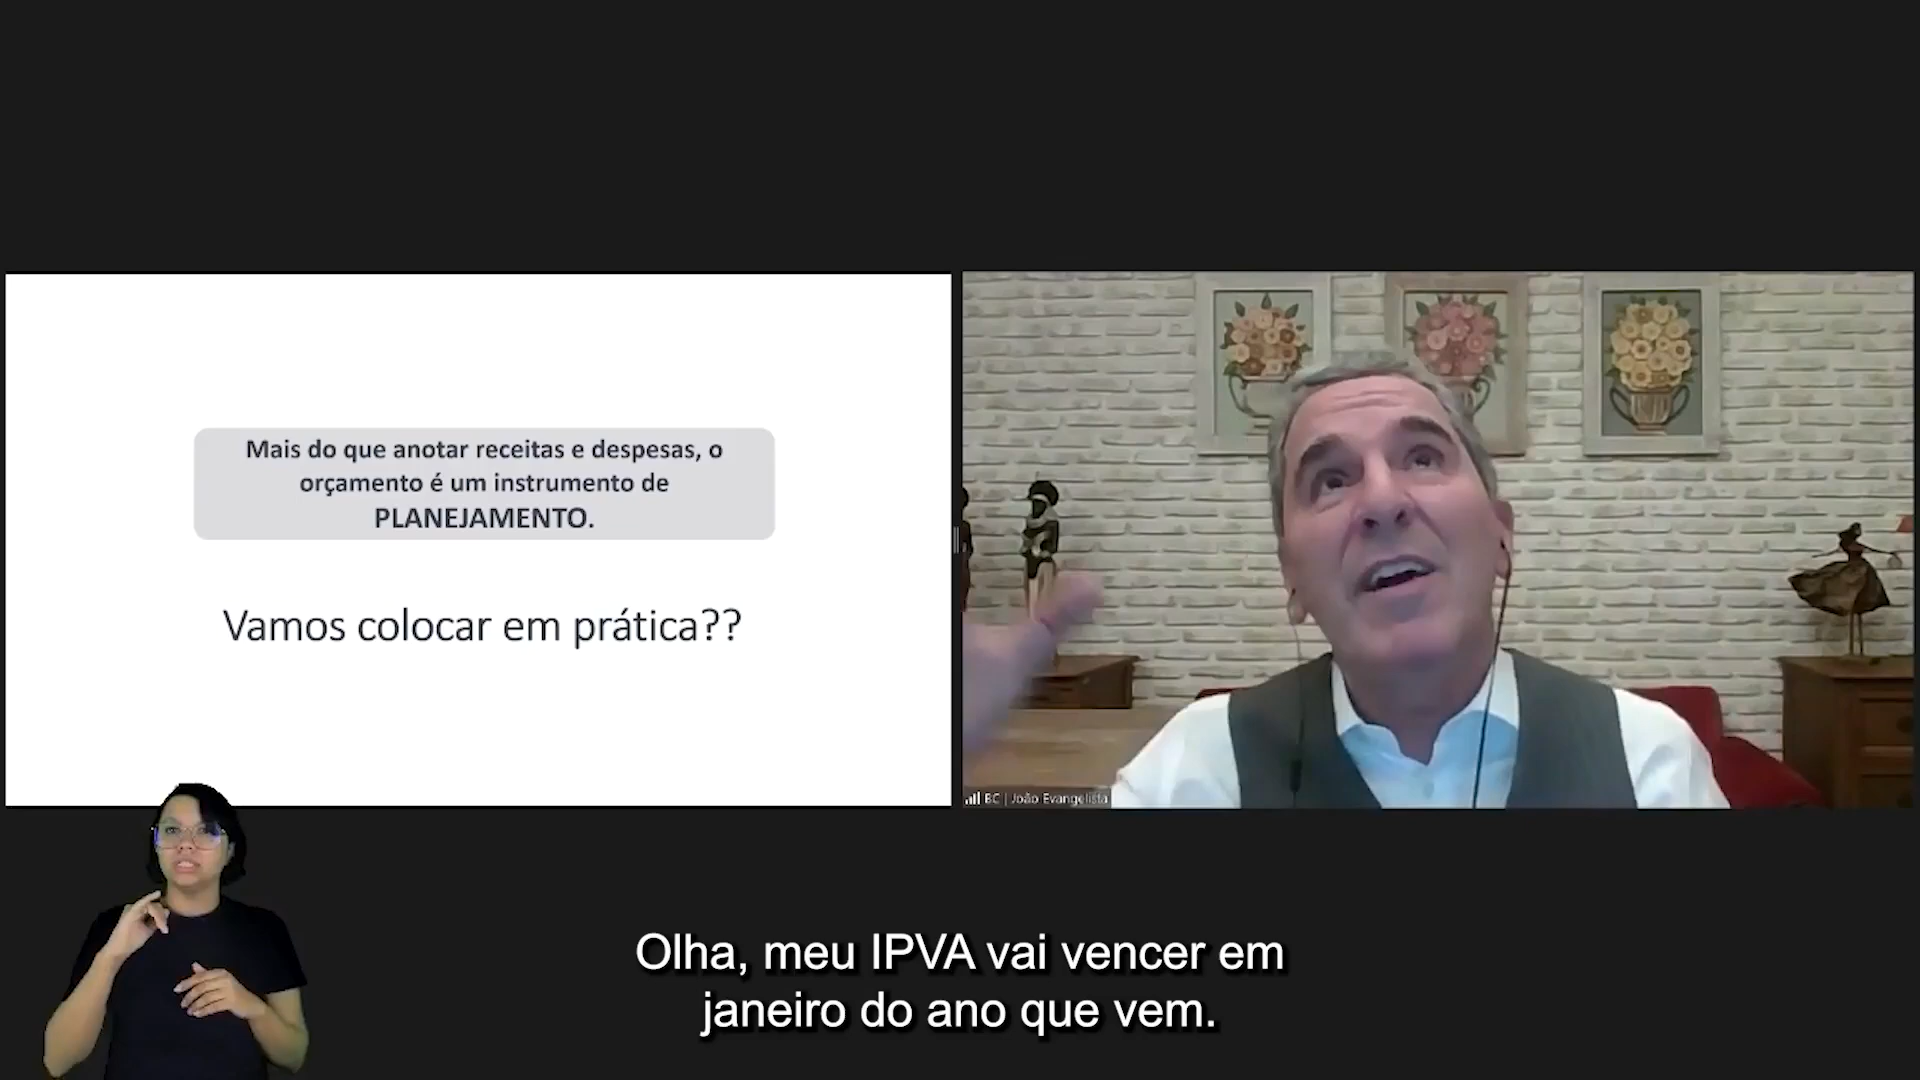 Mais do que anotar receitas e despesas, o
orçamento é um instrumento de
PLANEJAMENTO.
Vamos colocar em prática??
BC | João Evangelista
Olha, meu IPVA vai vencer em
janeiro do ano que vem.